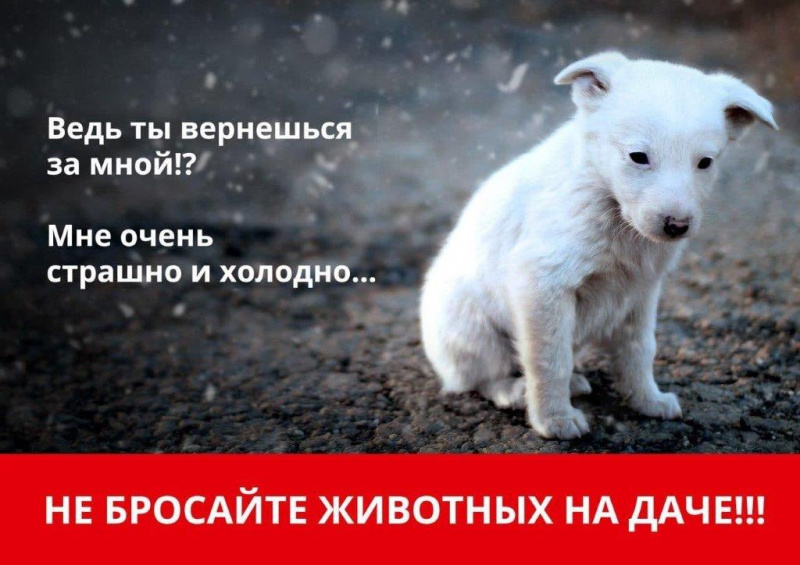 Ведь ты вернешься
за мной!?
Мне очень
страшно и холодно...
НЕ БРОСАЙТЕ ЖИВОТНЫХ НА ДАЧЕ!!!